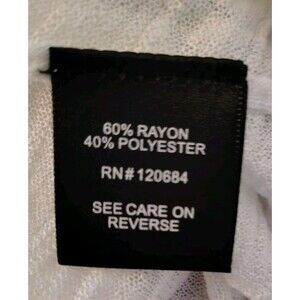 60% RAYON
40% POLYESTER
RN# 120684
SEE CARE ON
REVERSE